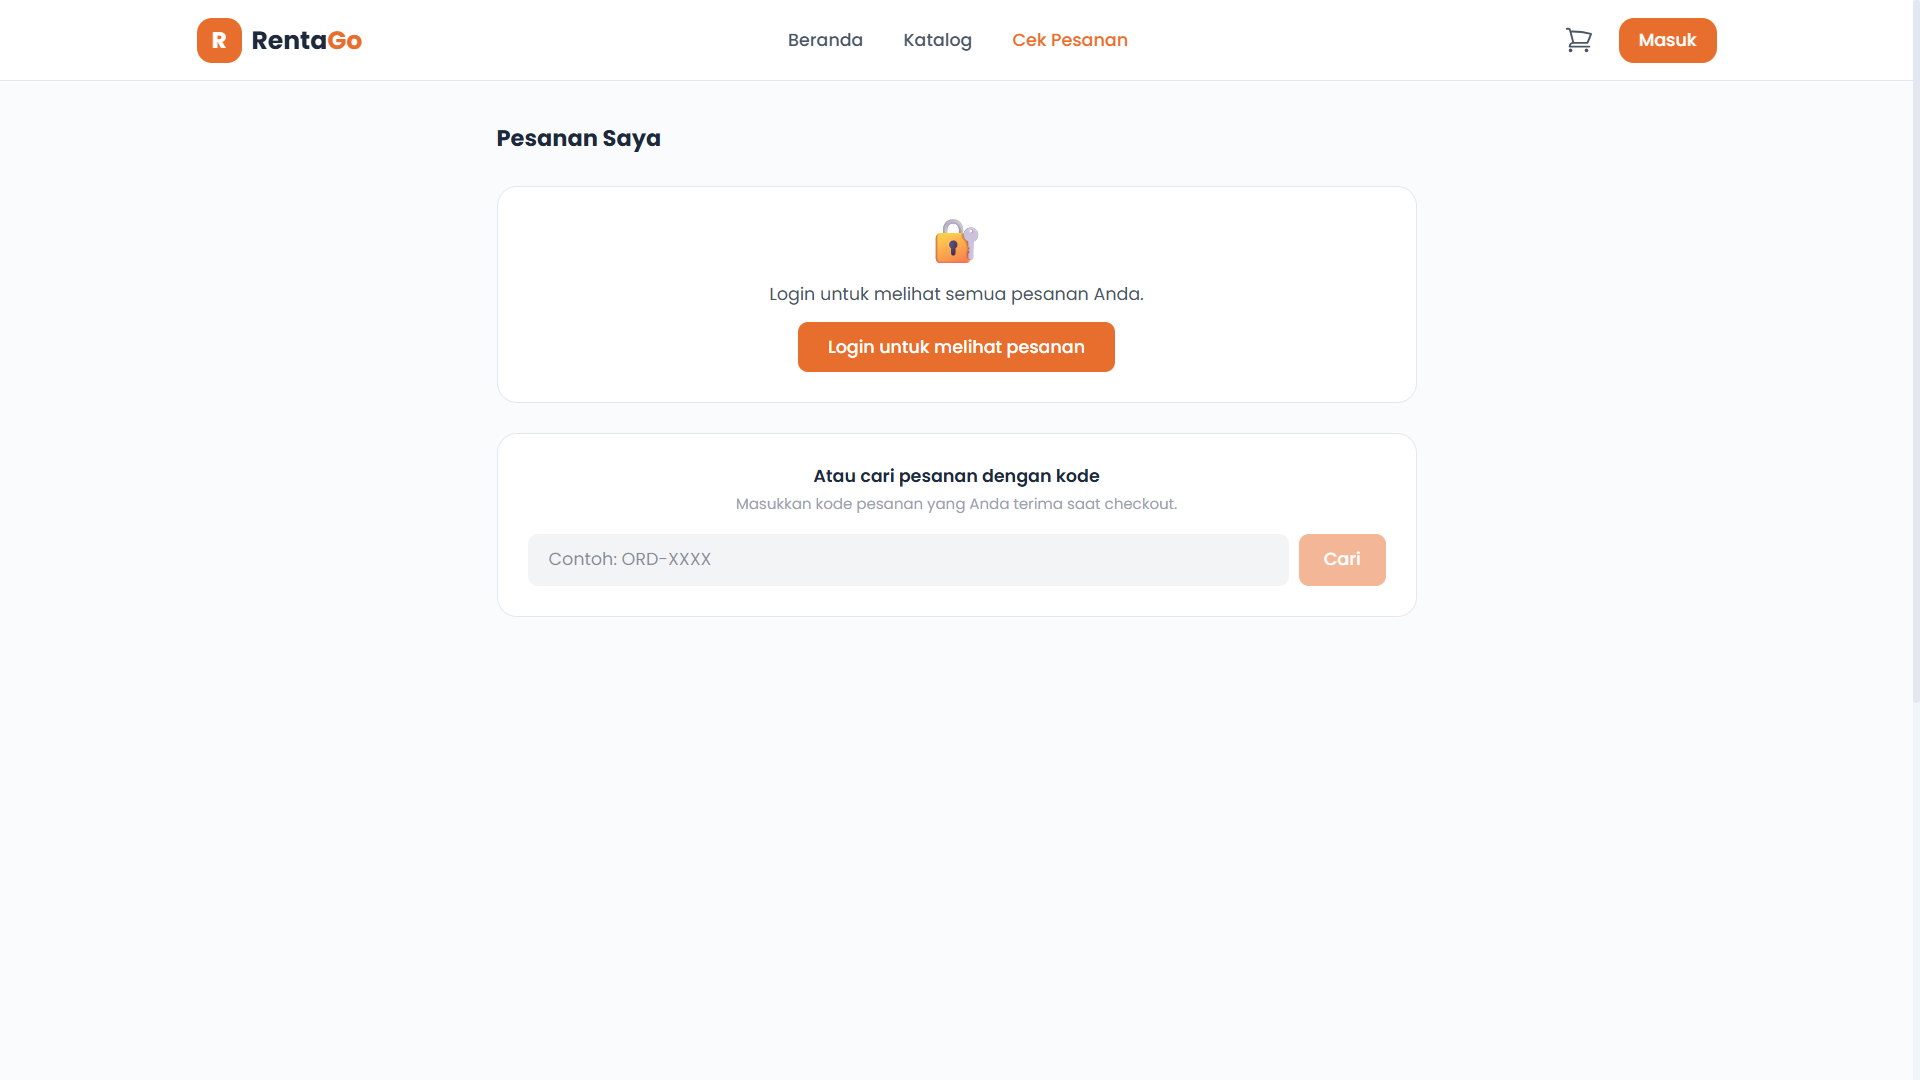 R RentaGo
Beranda Katalog Cek Pesanan
Masuk
Pesanan Saya
Login untuk melihat semua pesanan Anda.
Login untuk melihat pesanan
Atau cari pesanan dengan kode
Masukkan kode pesanan yang Anda terima saat checkout.
Contoh: ORD-XXXX
Cari